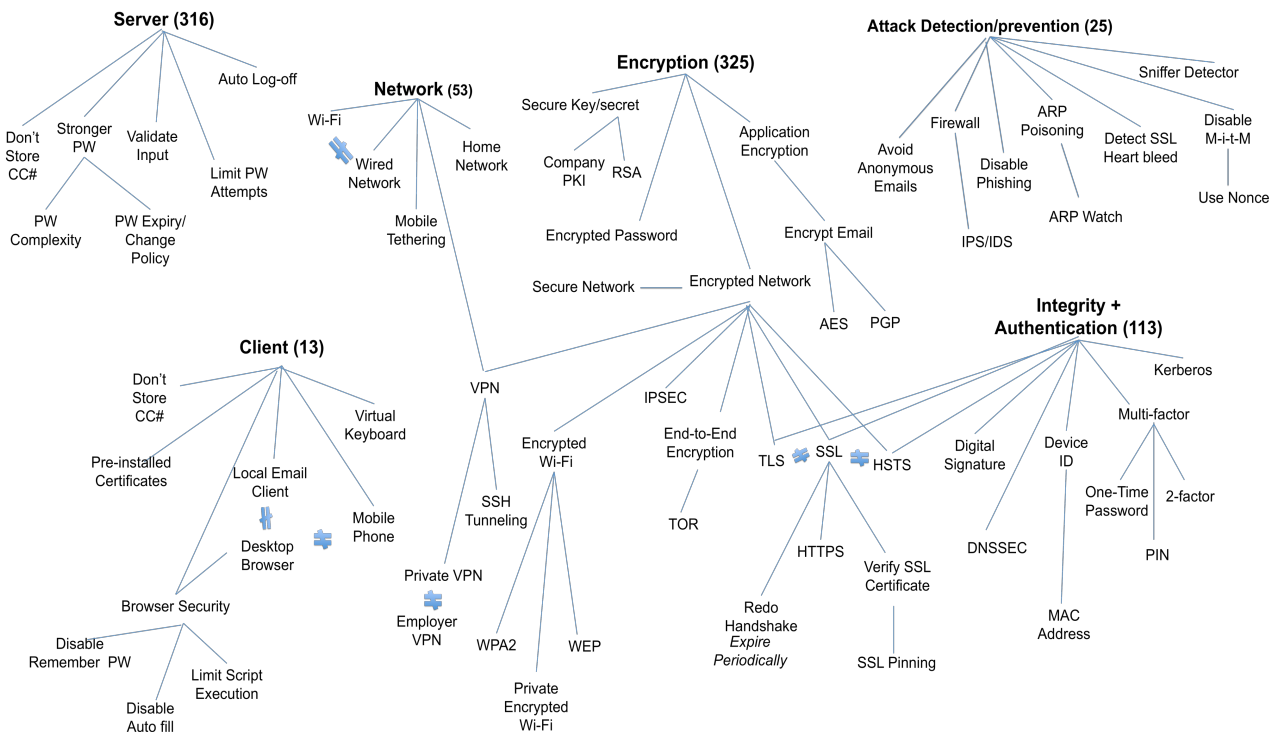 Server (316)
Auto Log-off
Don't
Store
CC#
Stronger
PW
Validate
Input
Limit PW
Attempts
PW
Complexity
PW Expiry/
Change
Policy
Network (53)
Wi-Fi
≠
Wired
Network
Home
Network
Mobile
Tethering
Encryption (325)
Secure Key/secret
Company
PKI
RSA
Application
Encryption
Encrypted Password
Encrypt Email
Secure Network
Encrypted Network
AES
PGP
Attack Detection/prevention (25)
Sniffer Detector
Avoid
Anonymous
Emails
Firewall
Disable
Phishing
ARP
Poisoning
Detect SSL
Heart bleed
Disable
M-i-t-M
Use Nonce
ARP Watch
IPS/IDS
Client (13)
Don't
Store
CC#
Virtual
Keyboard
Pre-installed
Certificates
Local Email
Client
≠
Desktop
Browser
≠
Mobile
Phone
Browser Security
Disable
Remember PW
Limit Script
Execution
Disable
Auto fill
VPN
SSH
Tunneling
Private VPN
≠
Employer
VPN
Encrypted
Wi-Fi
WPA2
WEP
Private
Encrypted
Wi-Fi
IPSEC
End-to-End
Encryption
TOR
TLS ≠ SSL ≠ HSTS
HTTPS
Verify SSL
Certificate
Redo
Handshake
Expire
Periodically
SSL Pinning
Integrity +
Authentication (113)
Kerberos
Multi-factor
Digital
Signature
Device
ID
One-Time
Password
2-factor
DNSSEC
PIN
MAC
Address